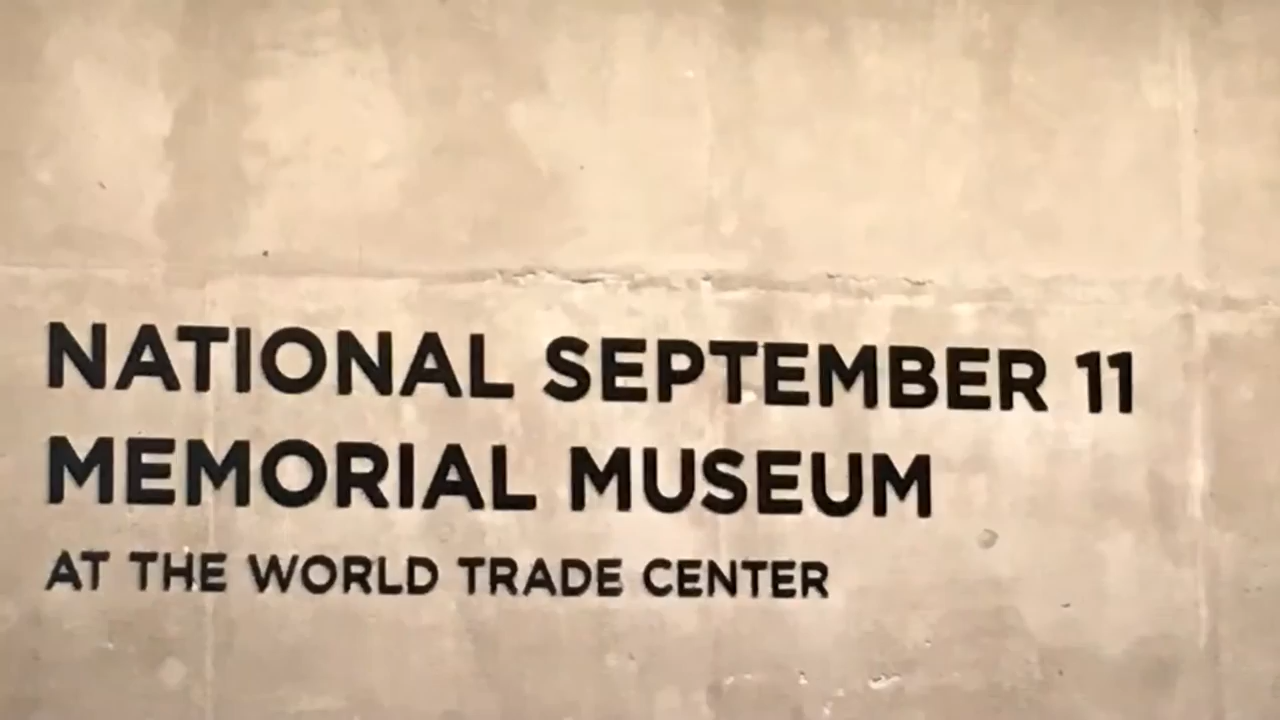 NATIONAL SEPTEMBER 11
MEMORIAL MUSEUM
AT THE WORLD TRADE CENTER